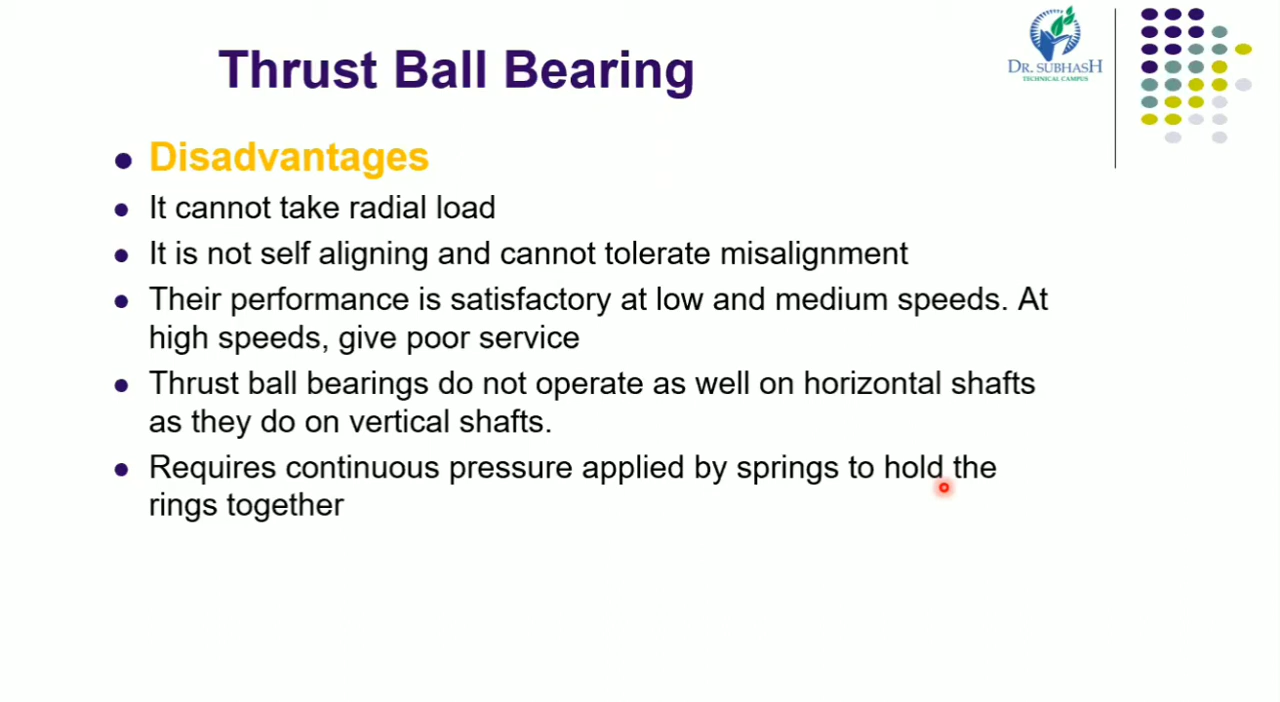 Thrust Ball Bearing
DR. SUBHASH
TECHNICAL CAMPUS
Disadvantages
It cannot take radial load
It is not self aligning and cannot tolerate misalignment
Their performance is satisfactory at low and medium speeds. At
high speeds, give poor service
Thrust ball bearings do not operate as well on horizontal shafts
as they do on vertical shafts.
Requires continuous pressure applied by springs to hold the
rings together